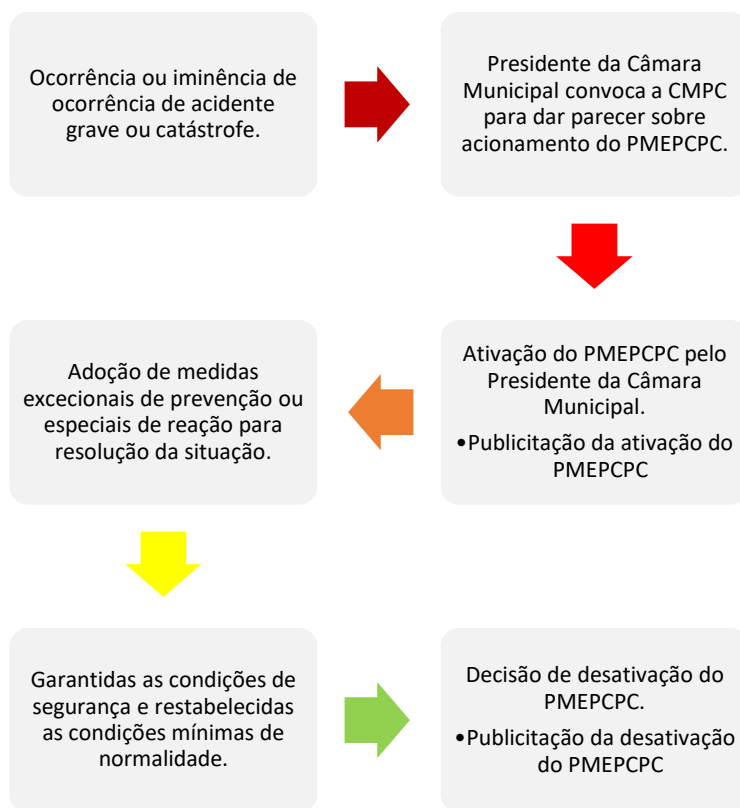 Ocorrência ou iminência de
ocorrência de acidente
grave ou catástrofe.
Presidente da Câmara
Municipal convoca a CMPC
para dar parecer sobre
acionamento do PMEPCPC.
Ativação do PMEPCPC pelo
Presidente da Câmara
Municipal.
•Publicitação da ativação do
PMEPCPC
Adoção de medidas
excecionais de prevenção ou
especiais de reação para
resolução da situação.
Garantidas as condições de
segurança e restabelecidas
as condições mínimas de
normalidade.
Decisão de desativação do
PMEPCPC.
•Publicitação da desativação
do PMEPCPC